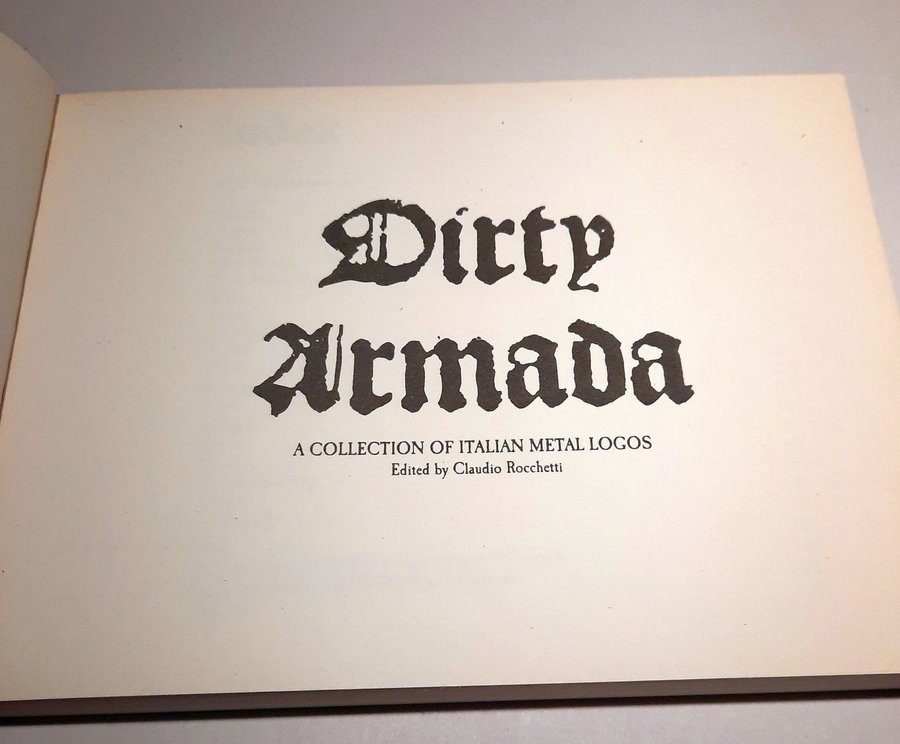 Dirty
Armada
A COLLECTION OF ITALIAN METAL LOGOS
Edited by Claudio Rocchetti